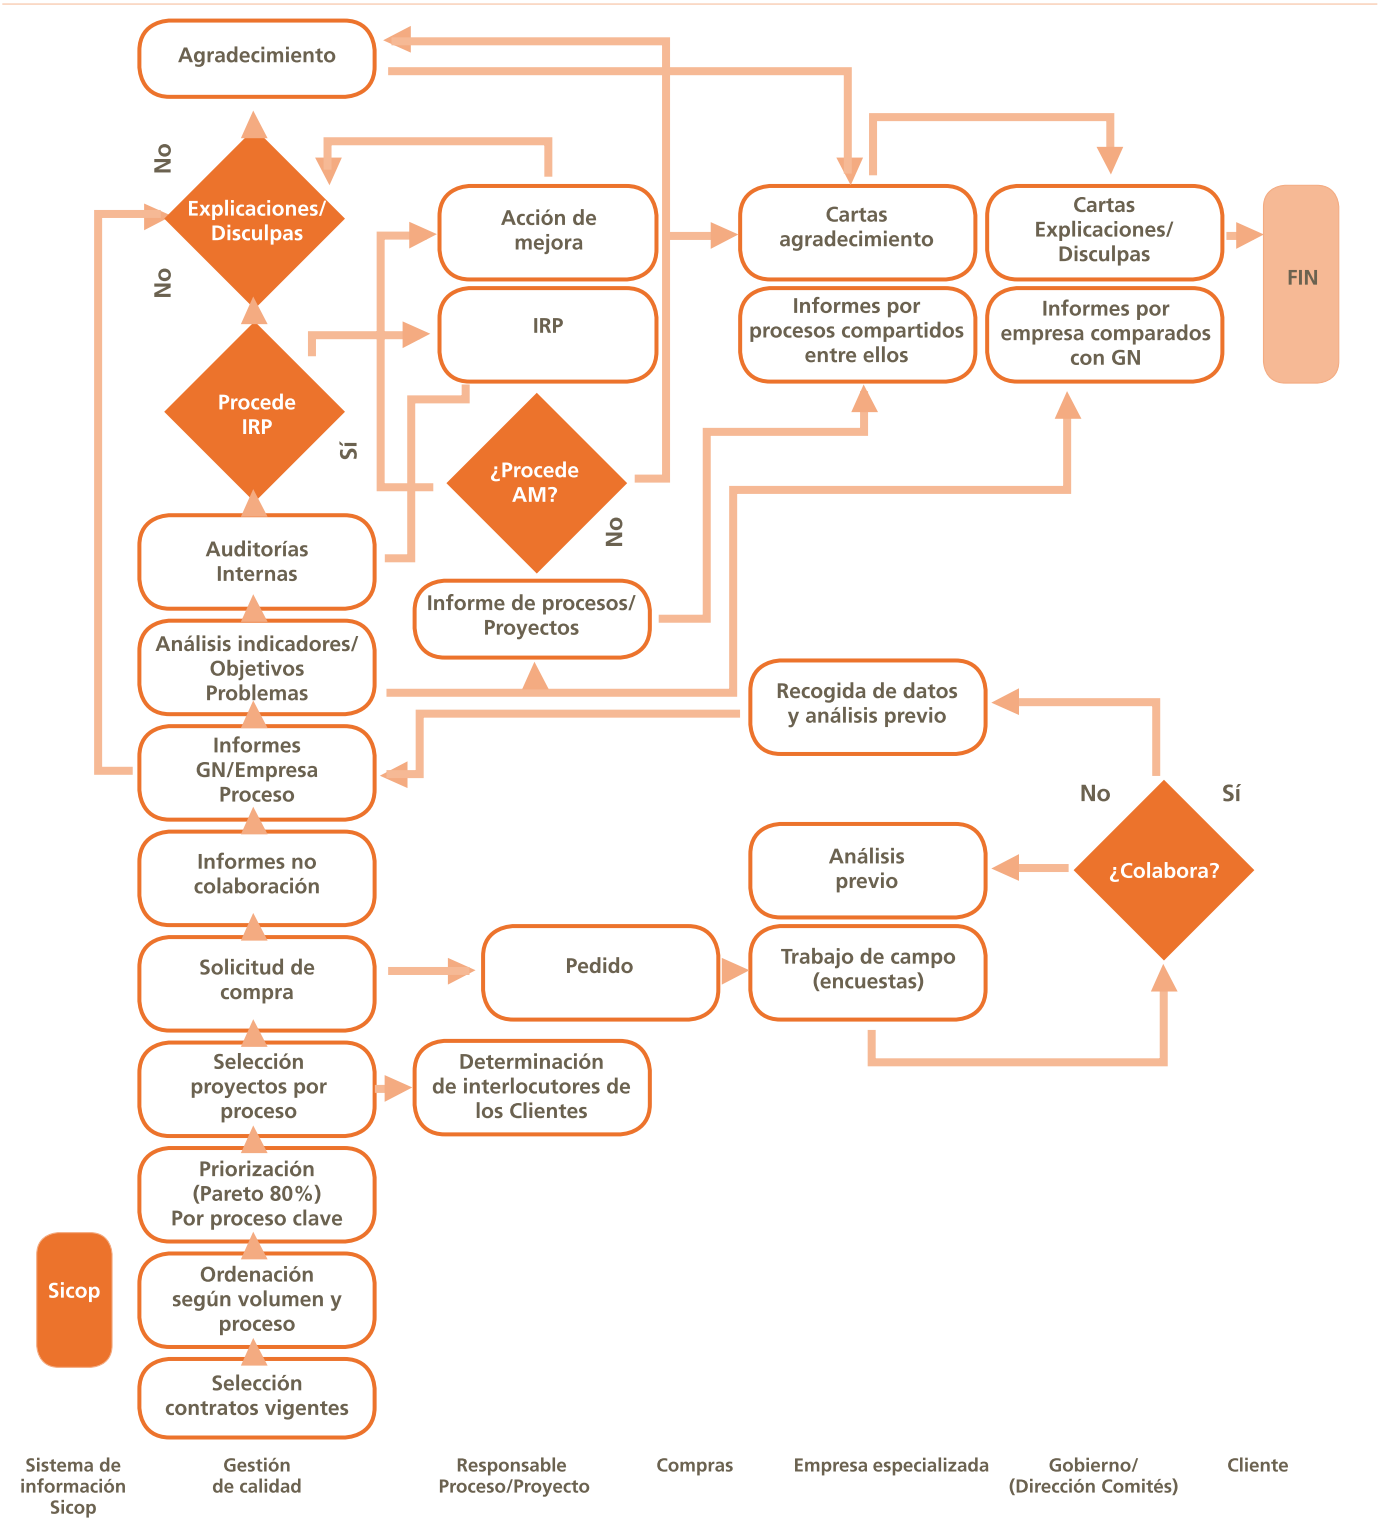 Agradecimiento
No
Explicaciones/
Disculpas
No
Acción de
mejora
Cartas
agradecimiento
Cartas
Explicaciones/
Disculpas
FIN
IRP
Informes por
procesos compartidos
entre ellos
Informes por
empresa comparados
con GN
Procede
IRP
Sí
¿Procede
AM?
No
Auditorías
Internas
Informe de procesos/
Proyectos
Análisis indicadores/
Objetivos
Problemas
Recogida de datos
y análisis previo
Informes
GN/Empresa
Proceso
No
Sí
Informes no
colaboración
Análisis
previo
¿Colabora?
Solicitud de
compra
Pedido
Trabajo de campo
(encuestas)
Selección
proyectos por
proceso
Determinación
de interlocutores de
los Clientes
Priorización
(Pareto 80%)
Por proceso clave
Sicop
Ordenación
según volumen y
proceso
Selección
contratos vigentes
Sistema de
información
Sicop
Gestión
de calidad
Responsable
Proceso/Proyecto
Compras
Empresa especializada
Gobierno/
(Dirección Comités)
Cliente